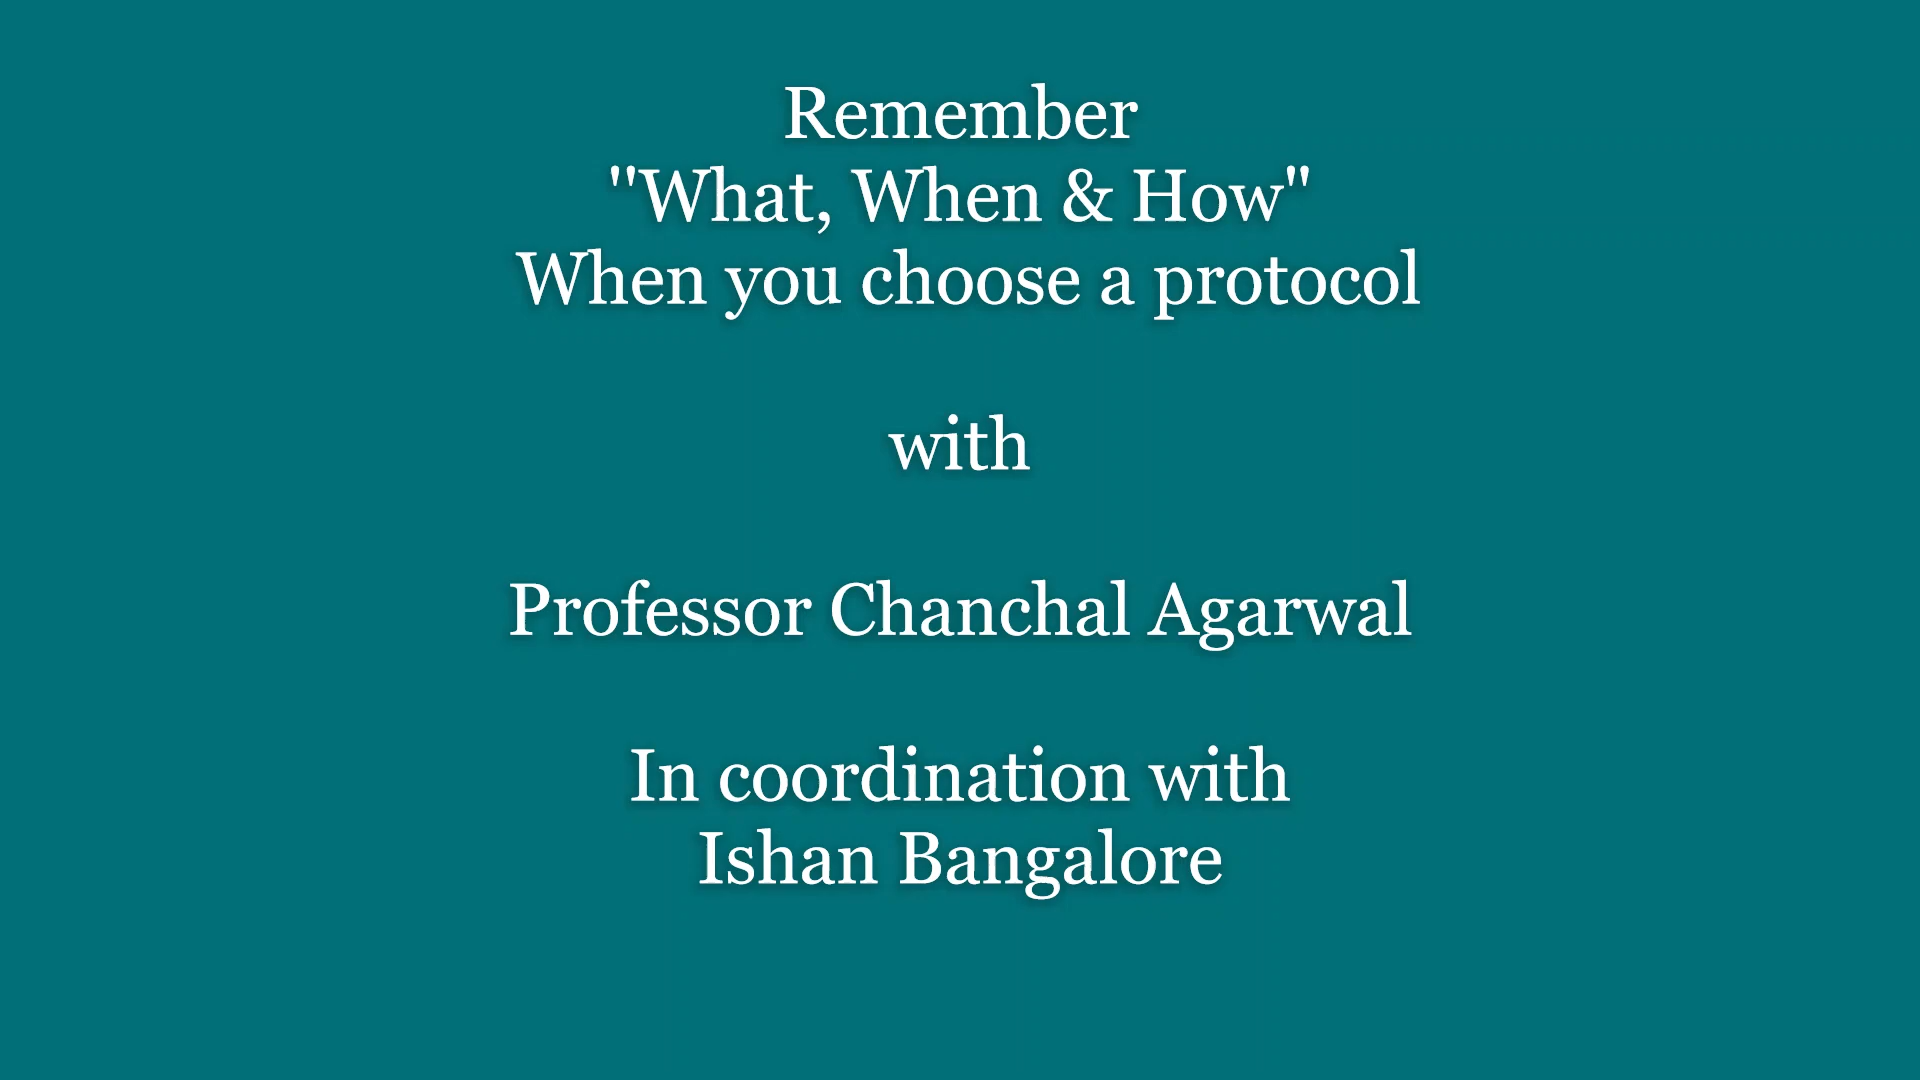 Remember
"What, When & How"
When you choose a protocol
with
Professor Chanchal Agarwal
In coordination with
Ishan Bangalore